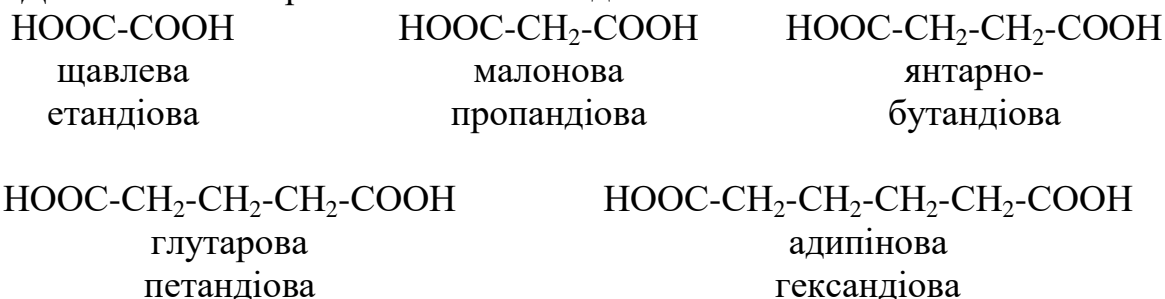 HOOC-COOH HOOC-CH₂-COOH HOOC-CH₂-CH₂-COOH
щавлева малонова янтарно-
етандіова пропандіова бутандіова
HOOC-CH₂-CH₂-CH₂-COOH HOOC-CH₂-CH₂-CH₂-CH₂-COOH
глутарова адипінова
петандіова гександіова